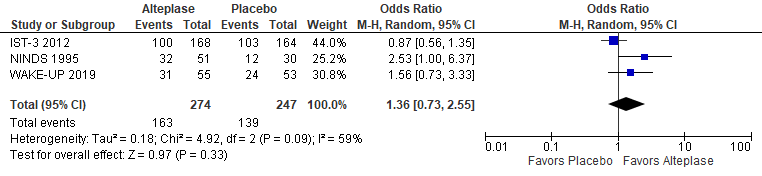 Alteplase Placebo Odds Ratio Odds Ratio
Study or Subgroup Events Total Events Total Weight M-H, Random, 95% CI M-H, Random, 95% CI
IST-3 2012 100 168 103 164 44.0% 0.87 [0.56, 1.35]
NINDS 1995 32 51 12 30 25.2% 2.53 [1.00, 6.37]
WAKE-UP 2019 31 55 24 53 30.8% 1.56 [0.73, 3.33]
Total (95% CI) 274 247 100.0% 1.36 [0.73, 2.55]
Total events 163 139
Heterogeneity: Tau² = 0.18; Chi² = 4.92, df = 2 (P = 0.09); I² = 59%
Test for overall effect: Z = 0.97 (P = 0.33)
0.01 0.1 1 10 100
Favors Placebo Favors Alteplase